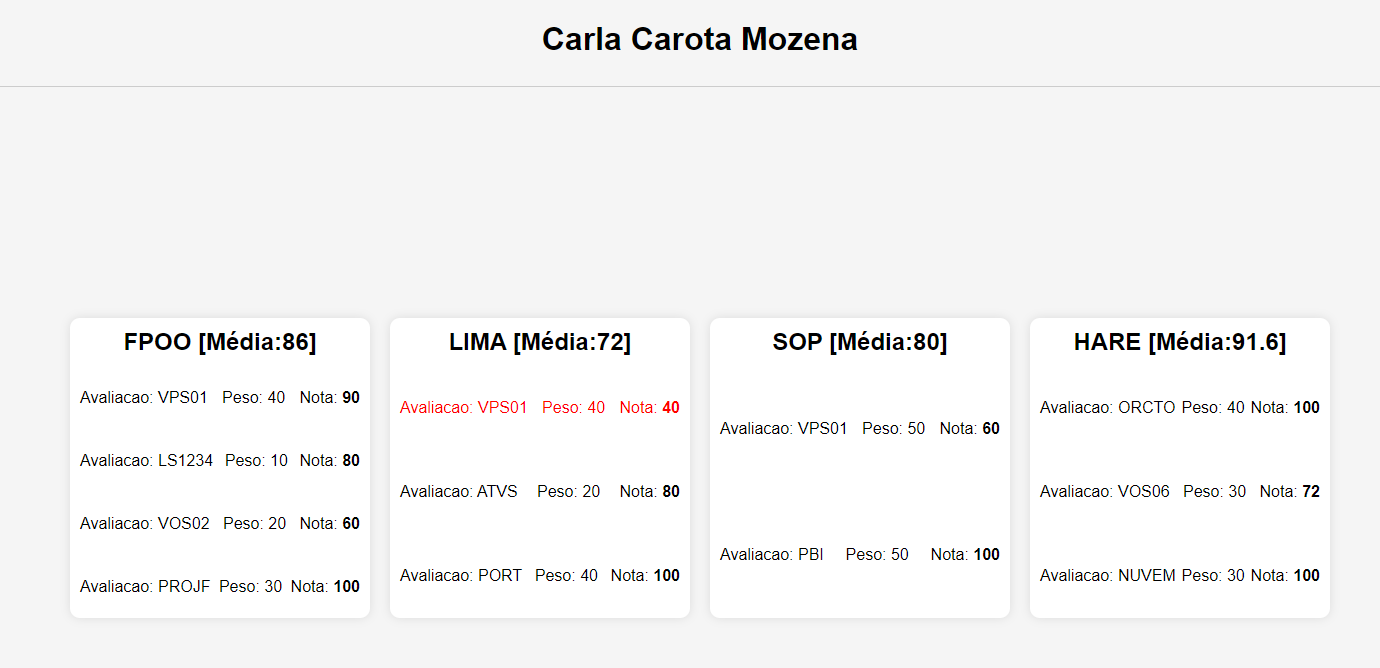 Carla Carota Mozena
FPOO [Média:86]
Avaliacao: VPS01 Peso: 40 Nota: 90
Avaliacao: LS1234 Peso: 10 Nota: 80
Avaliacao: VOS02 Peso: 20 Nota: 60
Avaliacao: PROJF Peso: 30 Nota: 100
LIMA [Média:72]
Avaliacao: VPS01 Peso: 40 Nota: 40
Avaliacao: ATVS Peso: 20 Nota: 80
Avaliacao: PORT Peso: 40 Nota: 100
SOP [Média:80]
Avaliacao: VPS01 Peso: 50 Nota: 60
Avaliacao: PBI Peso: 50 Nota: 100
HARE [Média:91.6]
Avaliacao: ORCTO Peso: 40 Nota: 100
Avaliacao: VOS06 Peso: 30 Nota: 72
Avaliacao: NUVEM Peso: 30 Nota: 100